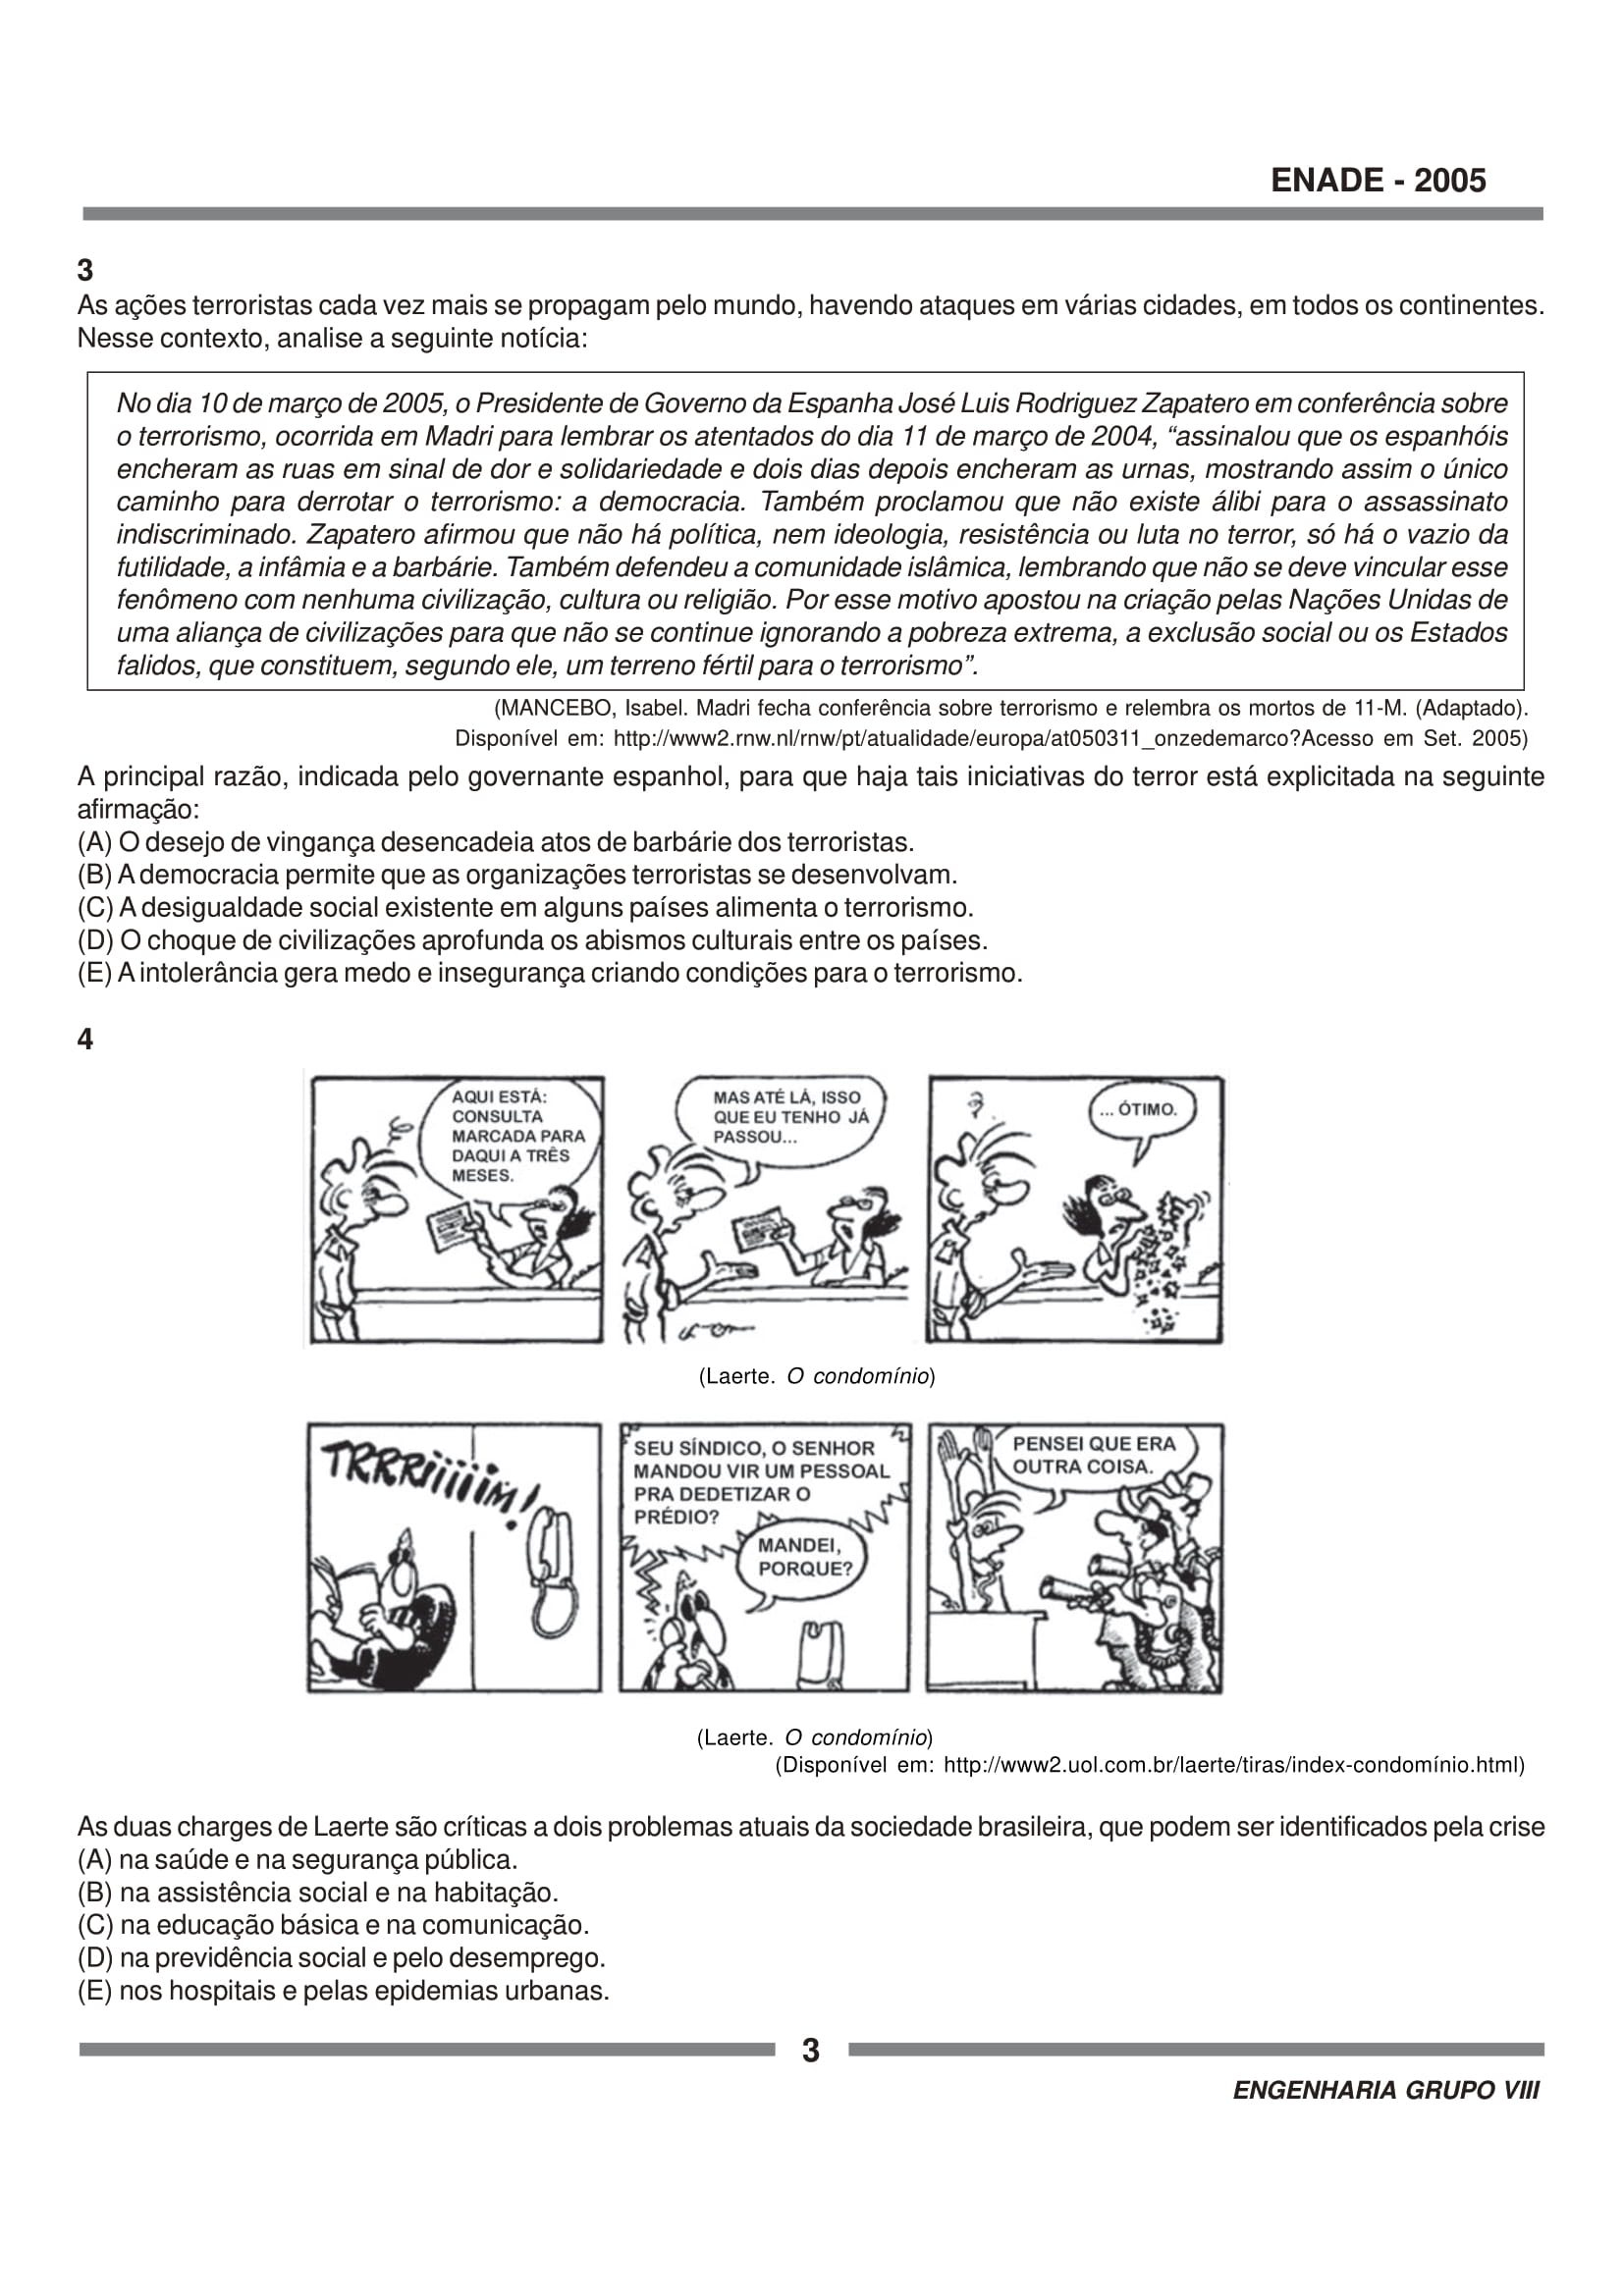 ENADE - 2005
3
As ações terroristas cada vez mais se propagam pelo mundo, havendo ataques em várias cidades, em todos os continentes.
Nesse contexto, analise a seguinte notícia:
No dia 10 de março de 2005, o Presidente de Governo da Espanha José Luis Rodriguez Zapatero em conferência sobre
o terrorismo, ocorrida em Madri para lembrar os atentados do dia 11 de março de 2004, “assinalou que os espanhóis
encheram as ruas em sinal de dor e solidariedade e dois dias depois encheram as urnas, mostrando assim o único
caminho para derrotar o terrorismo: a democracia. Também proclamou que não existe álibi para o assassinato
indiscriminado. Zapatero afirmou que não há política, nem ideologia, resistência ou luta no terror, só há o vazio da
futilidade, a infâmia e a barbárie. Também defendeu a comunidade islâmica, lembrando que não se deve vincular esse
fenômeno com nenhuma civilização, cultura ou religião. Por esse motivo apostou na criação pelas Nações Unidas de
uma aliança de civilizações para que não se continue ignorando a pobreza extrema, a exclusão social ou os Estados
falidos, que constituem, segundo ele, um terreno fértil para o terrorismo”.
(MANCEBO, Isabel. Madri fecha conferência sobre terrorismo e relembra os mortos de 11-M. (Adaptado).
Disponível em: http://www2.rnw.nl/rnw/pt/atualidade/europa/at050311_onzedemarco?Acesso em Set. 2005)
A principal razão, indicada pelo governante espanhol, para que haja tais iniciativas do terror está explicitada na seguinte
afirmação:
(A) O desejo de vingança desencadeia atos de barbárie dos terroristas.
(B) A democracia permite que as organizações terroristas se desenvolvam.
(C) A desigualdade social existente em alguns países alimenta o terrorismo.
(D) O choque de civilizações aprofunda os abismos culturais entre os países.
(E) A intolerância gera medo e insegurança criando condições para o terrorismo.
4
AQUI ESTÁ:
CONSULTA
MARCADA PARA
DAQUI A TRÊS
MESES.
MAS ATÉ LÁ, ISSO
QUE EU TENHO JÁ
PASSOU...
... ÓTIMO.
(Laerte. O condomínio)
TRRRIIIIIIM!
SEU SÍNDICO, O SENHOR
MANDOU VIR UM PESSOAL
PRA DEDETIZAR O
PRÉDIO?
MANDEI,
PORQUE?
PENSEI QUE ERA
OUTRA COISA.
(Laerte. O condomínio)
(Disponível em: http://www2.uol.com.br/laerte/tiras/index-condomínio.html)
As duas charges de Laerte são críticas a dois problemas atuais da sociedade brasileira, que podem ser identificados pela crise
(A) na saúde e na segurança pública.
(B) na assistência social e na habitação.
(C) na educação básica e na comunicação.
(D) na previdência social e pelo desemprego.
(E) nos hospitais e pelas epidemias urbanas.
3
ENGENHARIA GRUPO VIII